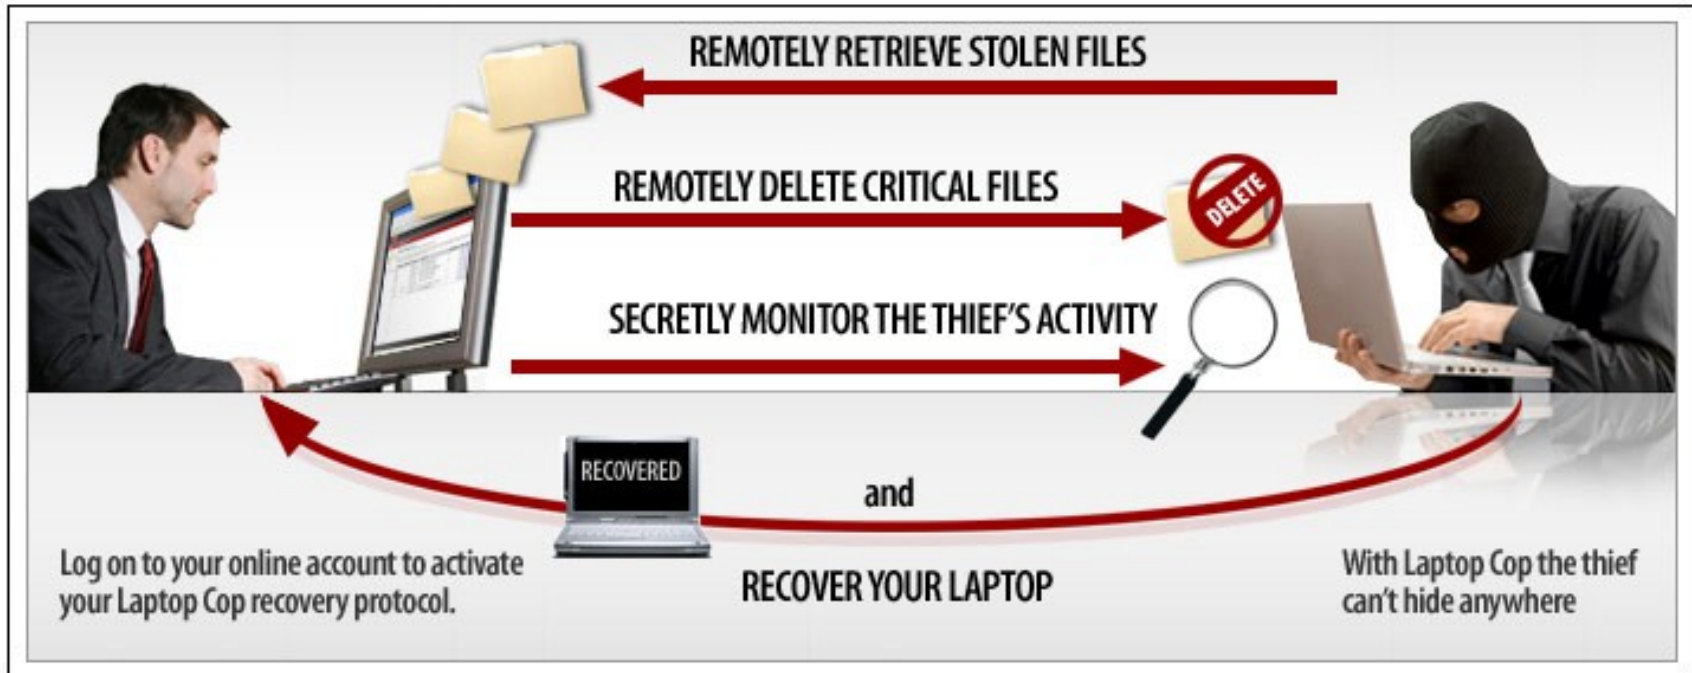 REMOTELY RETRIEVE STOLEN FILES
REMOTELY DELETE CRITICAL FILES
DELETE
SECRETLY MONITOR THE THIEF'S ACTIVITY
RECOVERED
and
RECOVER YOUR LAPTOP
Log on to your online account to activate
your Laptop Cop recovery protocol.
With Laptop Cop the thief
can't hide anywhere